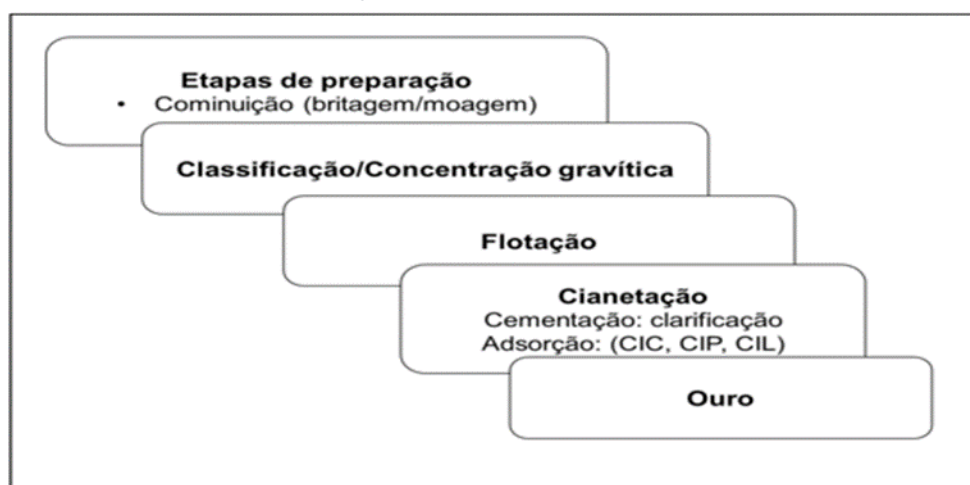 Etapas de preparação
• Cominuição (britagem/moagem)
Classificação/Concentração gravítica
Flotação
Cianetação
Cementação: clarificação
Adsorção: (CIC, CIP, CIL)
Ouro